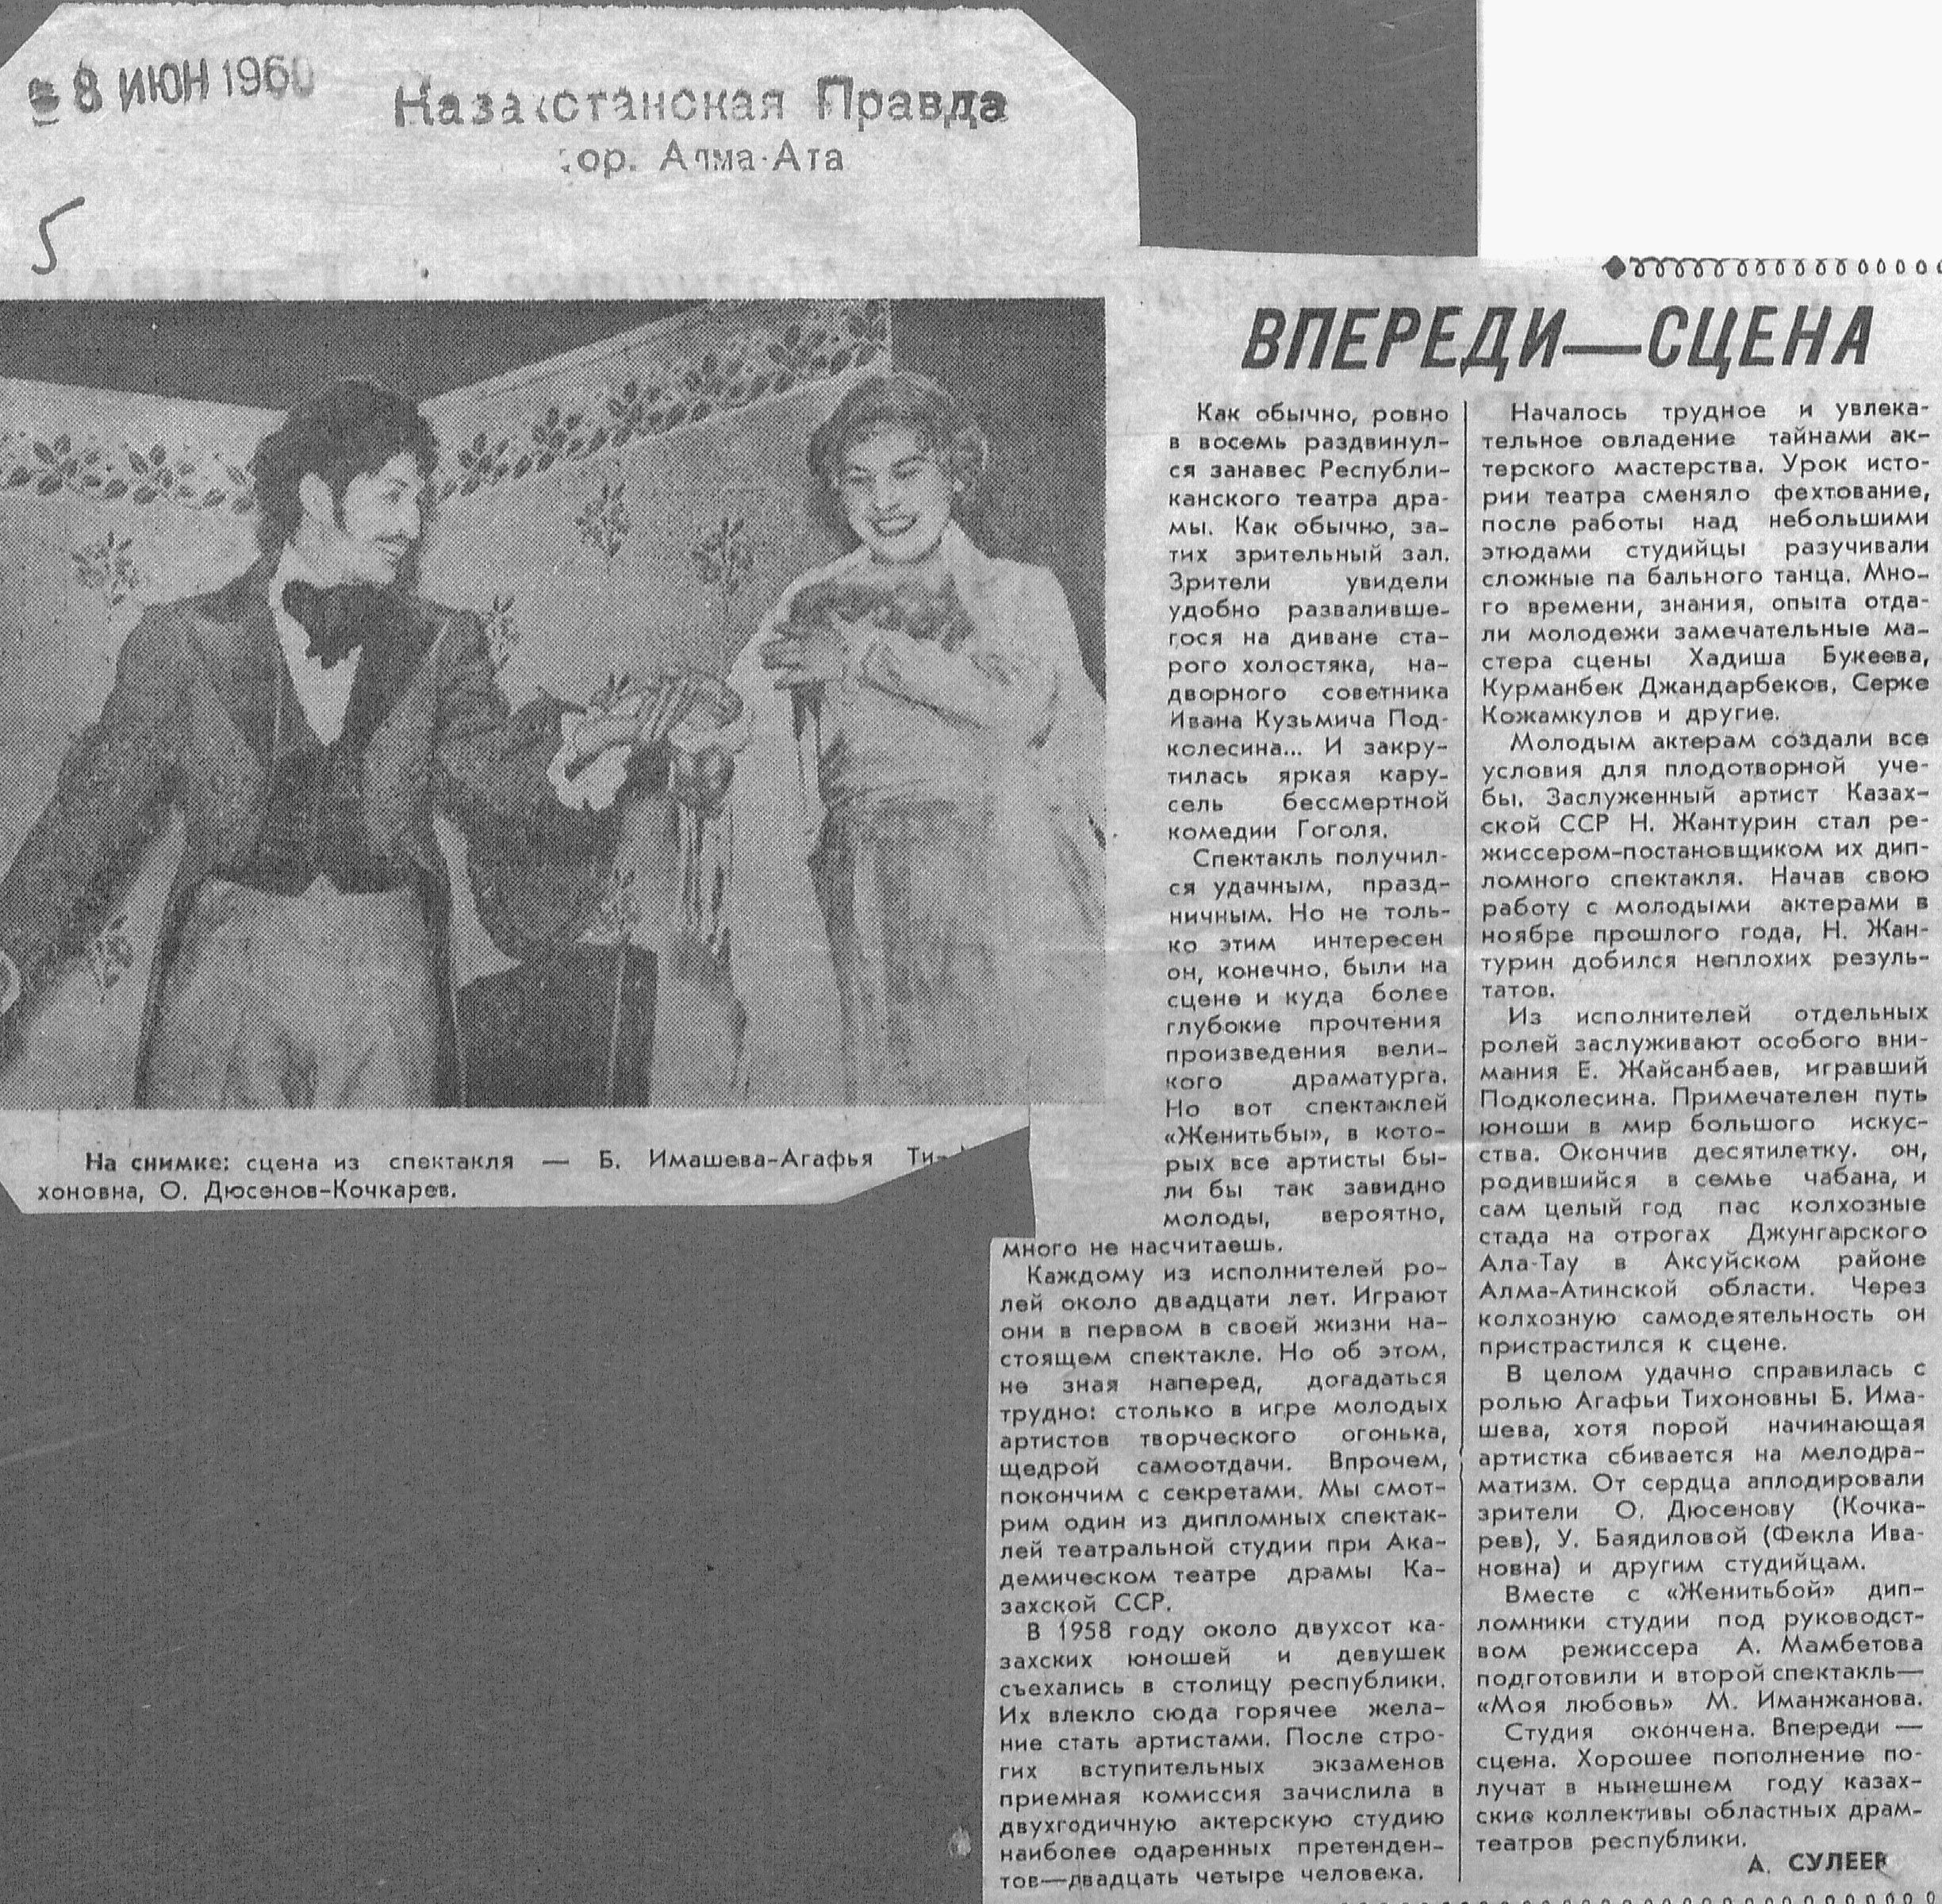 8 ИЮН 1960
Казахстанская Правда
гор. Алма-Ата
5
На снимке: сцена из спектакля — Б. Имашева-Агафья Ти-
хоновна, О. Дюсенов-Кочкарев.
ВПЕРЕДИ—СЦЕНА
Как обычно, ровно
в восемь раздвинул-
ся занавес Республи-
канского театра дра-
мы. Как обычно, за-
тих зрительный зал.
Зрители увидели
удобно разваливше-
гося на диване ста-
рого холостяка, на-
дворного советника
Ивана Кузьмича Под-
колесина... И закру-
тилась яркая кару-
сель бессмертной
комедии Гоголя.
Спектакль получил-
ся удачным, празд-
ничным. Но не толь-
ко этим интересен
он, конечно, были на
сцене и куда более
глубокие прочтения
произведения вели-
кого драматурга.
Но вот спектаклей
«Женитьбы», в кото-
рых все артисты бы-
ли бы так завидно
молоды, вероятно,
много не насчитаешь.
Каждому из исполнителей ро-
лей около двадцати лет. Играют
они в первом в своей жизни на-
стоящем спектакле. Но об этом,
не зная наперед, догадаться
трудно: столько в игре молодых
артистов творческого огонька,
щедрой самоотдачи. Впрочем,
покончим с секретами. Мы смот-
рим один из дипломных спектак-
лей театральной студии при Ака-
демическом театре драмы Ка-
захской ССР.
В 1958 году около двухсот ка-
захских юношей и девушек
съехались в столицу республики.
Их влекло сюда горячее жела-
ние стать артистами. После стро-
гих вступительных экзаменов
приемная комиссия зачислила в
двухгодичную актерскую студию
наиболее одаренных претенден-
тов—двадцать четыре человека.
Началось трудное и увлека-
тельное овладение тайнами ак-
терского мастерства. Урок исто-
рии театра сменяло фехтование,
после работы над небольшими
этюдами студийцы разучивали
сложные па бального танца. Мно-
го времени, знания, опыта отда-
ли молодежи замечательные ма-
стера сцены Хадиша Букеева,
Курманбек Джандарбеков, Серке
Кожамкулов и другие.
Молодым актерам создали все
условия для плодотворной уче-
бы. Заслуженный артист Казах-
ской ССР Н. Жантурин стал ре-
жиссером-постановщиком их дип-
ломного спектакля. Начав свою
работу с молодыми актерами в
ноябре прошлого года, Н. Жан-
турин добился неплохих резуль-
татов.
Из исполнителей отдельных
ролей заслуживают особого вни-
мания Е. Жайсанбаев, игравший
Подколесина. Примечателен путь
юноши в мир большого искус-
ства. Окончив десятилетку. он,
родившийся в семье чабана, и
сам целый год пас колхозные
стада на отрогах Джунгарского
Ала-Тау в Аксуйском районе
Алма-Атинской области. Через
колхозную самодеятельность он
пристрастился к сцене.
В целом удачно справилась с
ролью Агафьи Тихоновны Б. Има-
шева, хотя порой начинающая
артистка сбивается на мелодра-
матизм. От сердца аплодировали
зрители О. Дюсенову (Кочка-
рев), У. Баядиловой (Фекла Ива-
новна) и другим студийцам.
Вместе с «Женитьбой» дип-
ломники студии под руководст-
вом режиссера А. Мамбетова
подготовили и второй спектакль—
«Моя любовь» М. Иманжанова.
Студия окончена. Впереди —
сцена. Хорошее пополнение по-
лучат в нынешнем году казах-
ские коллективы областных драм-
театров республики.
А. СУЛЕЕВ